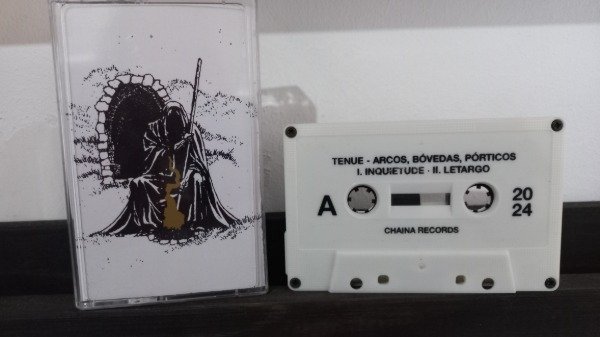 TENUE - ARCOS, BÓVEDAS, PÓRTICOS
I. INQUIETUDE · II. LETARGO
A
20
24
CHAINA RECORDS